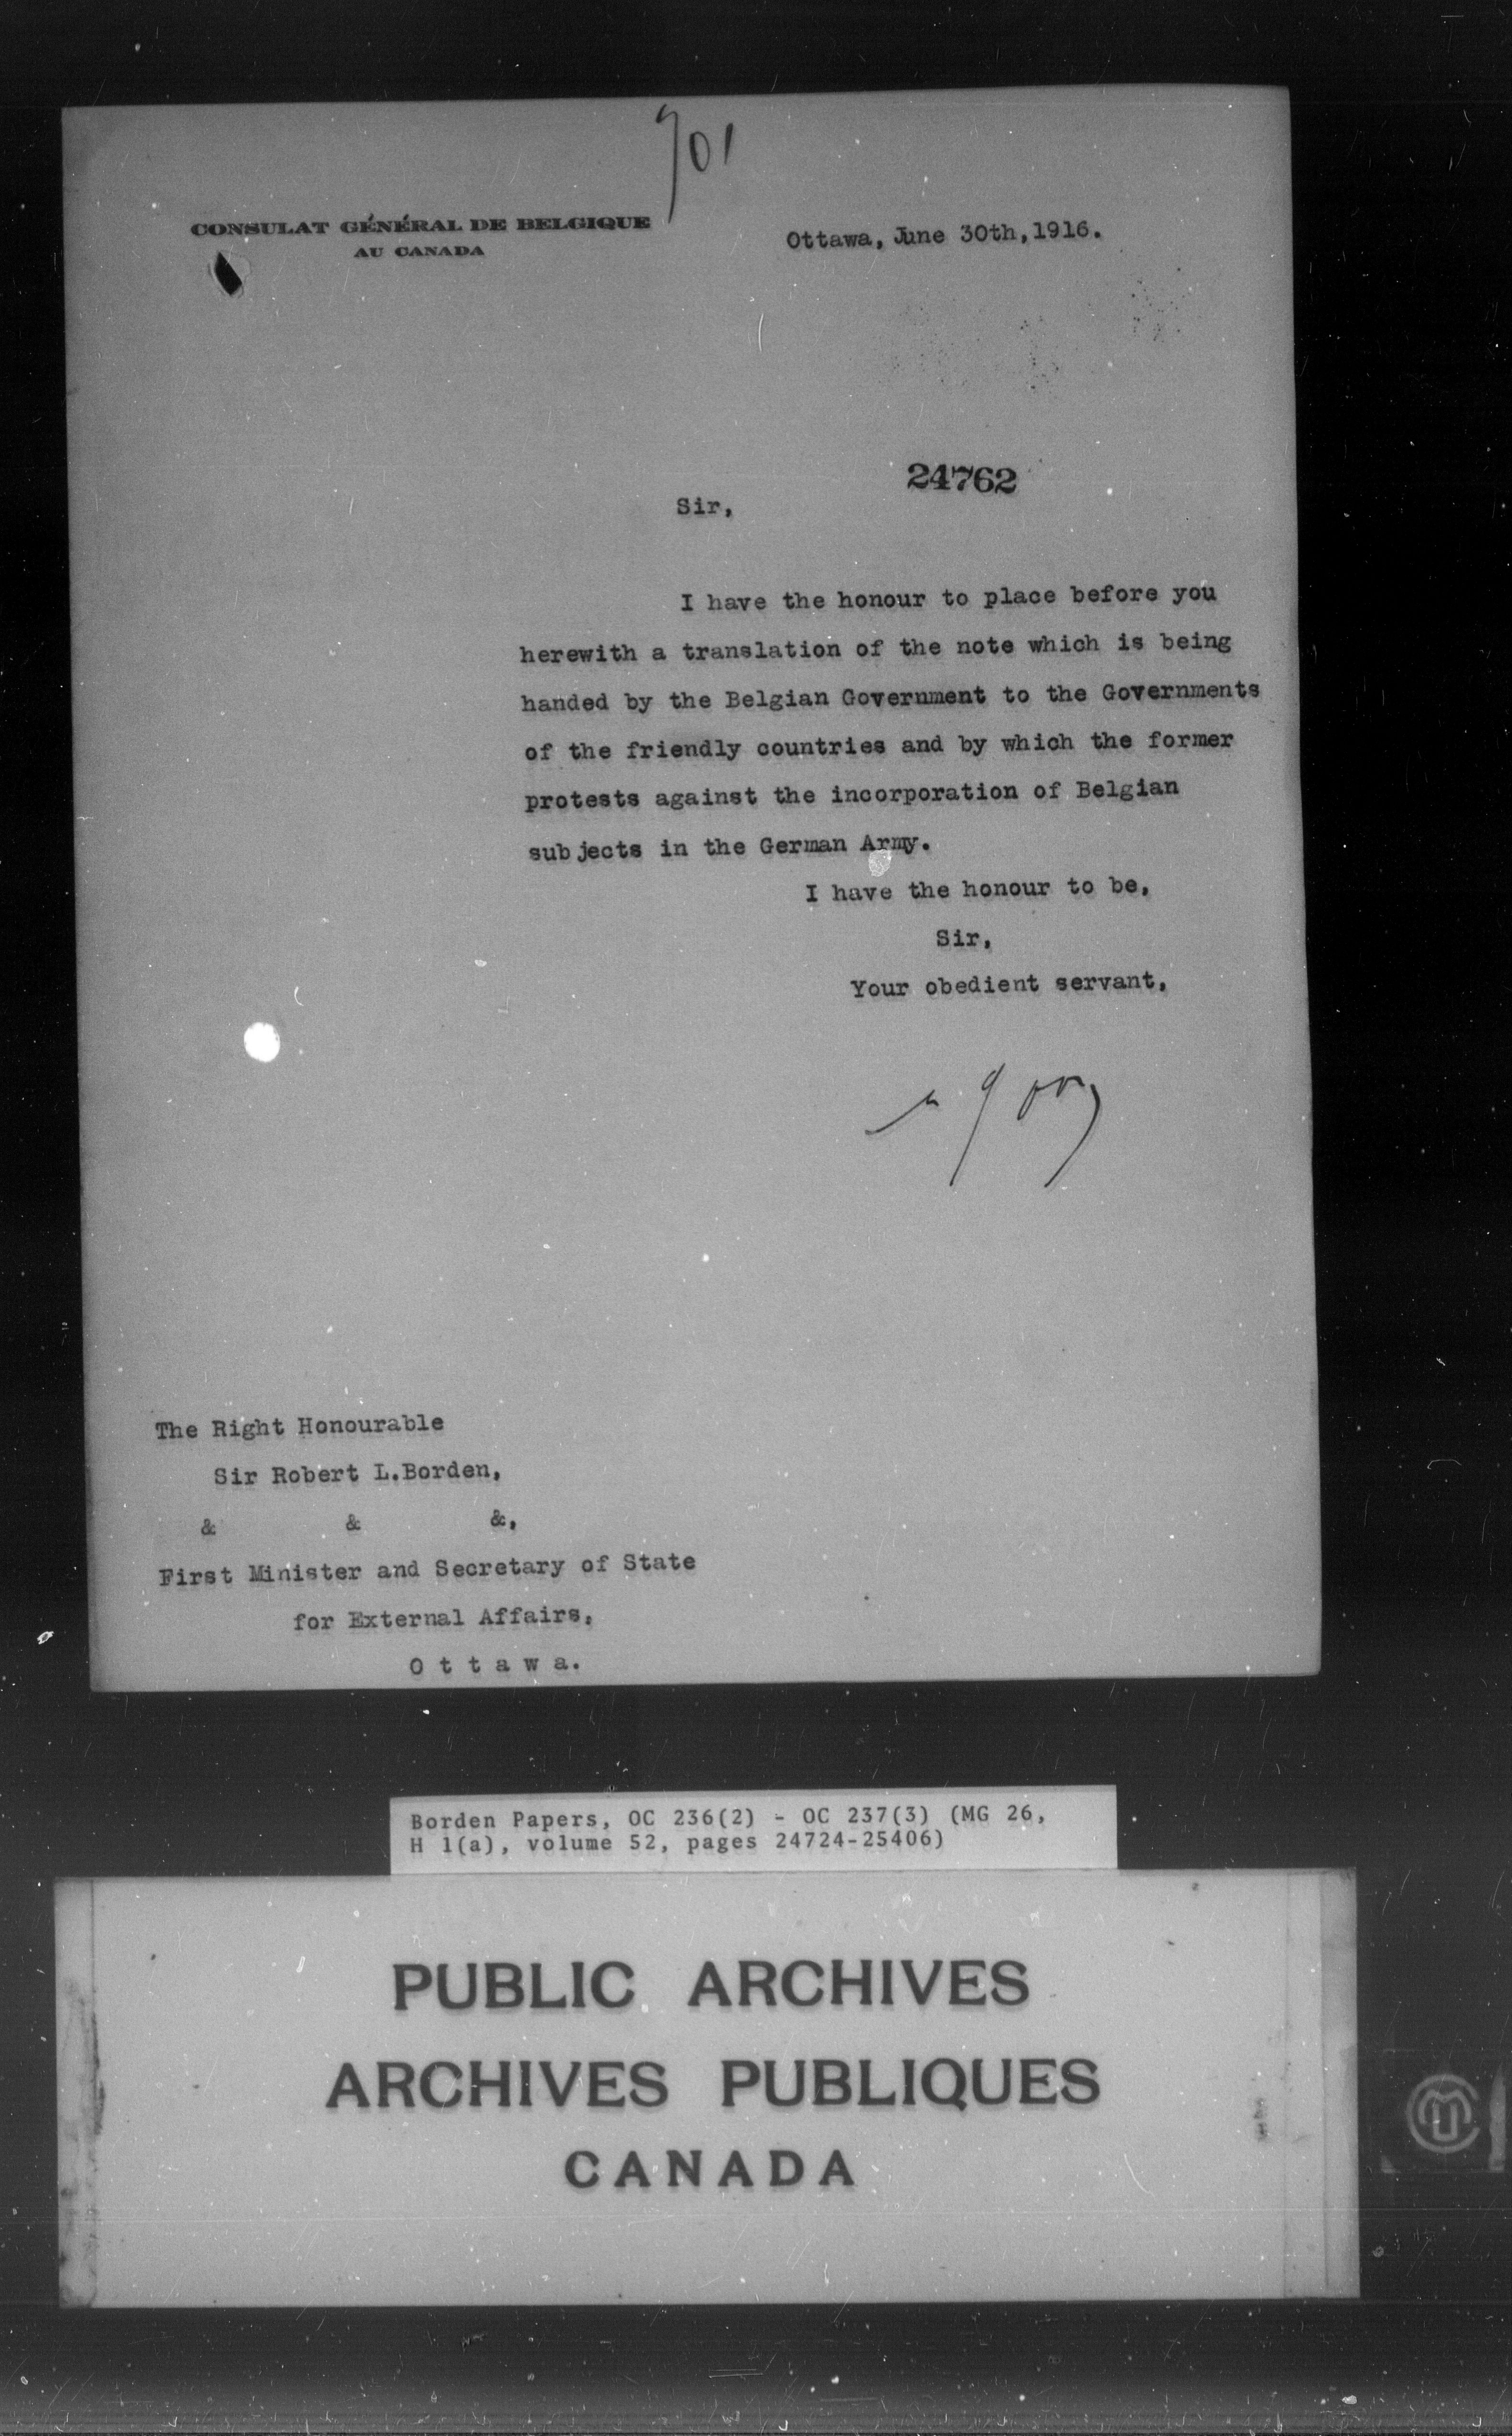 701
CONSULAT GÉNÉRAL DE BELGIQUE
AU CANADA
Ottawa, June 30th, 1916.
24762
Sir,
I have the honour to place before you
herewith a translation of the note which is being
handed by the Belgian Government to the Governments
of the friendly countries and by which the former
protests against the incorporation of Belgian
subjects in the German Army.
I have the honour to be,
Sir,
Your obedient servant,
The Right Honourable
Sir Robert L.Borden,
& & &,
First Minister and Secretary of State
for External Affairs,
O t t a w a.
Borden Papers, OC 236(2) - OC 237(3) (MG 26,
H 1(a), volume 52, pages 24724-25406)
PUBLIC ARCHIVES
ARCHIVES PUBLIQUES
CANADA